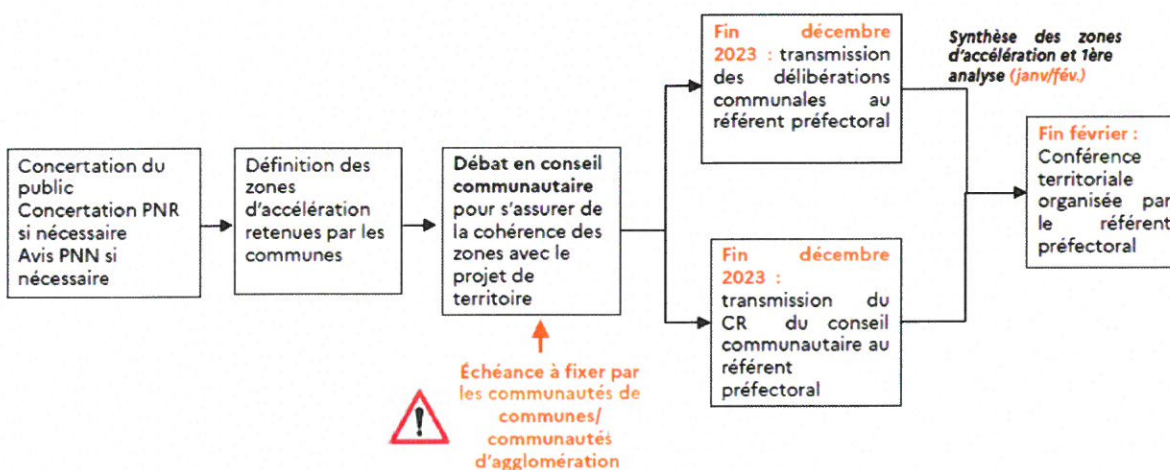 Concertation du
public
Concertation PNR
si nécessaire
Avis PNN si
nécessaire
Définition des
zones
d'accélération
retenues par les
communes
Débat en conseil
communautaire
pour s'assurer de
la cohérence des
zones avec le
projet de
territoire
Échéance à fixer par
les communautés de
communes/
communautés
d'agglomération
Fin décembre
2023 : transmission
des délibérations
communales au
référent préfectoral
Fin décembre
2023 :
transmission du
CR du conseil
communautaire au
référent
préfectoral
Synthèse des zones
d'accélération et 1ère
analyse (janv/fév.)
Fin février :
Conférence
territoriale
organisée par
le référent
préfectoral